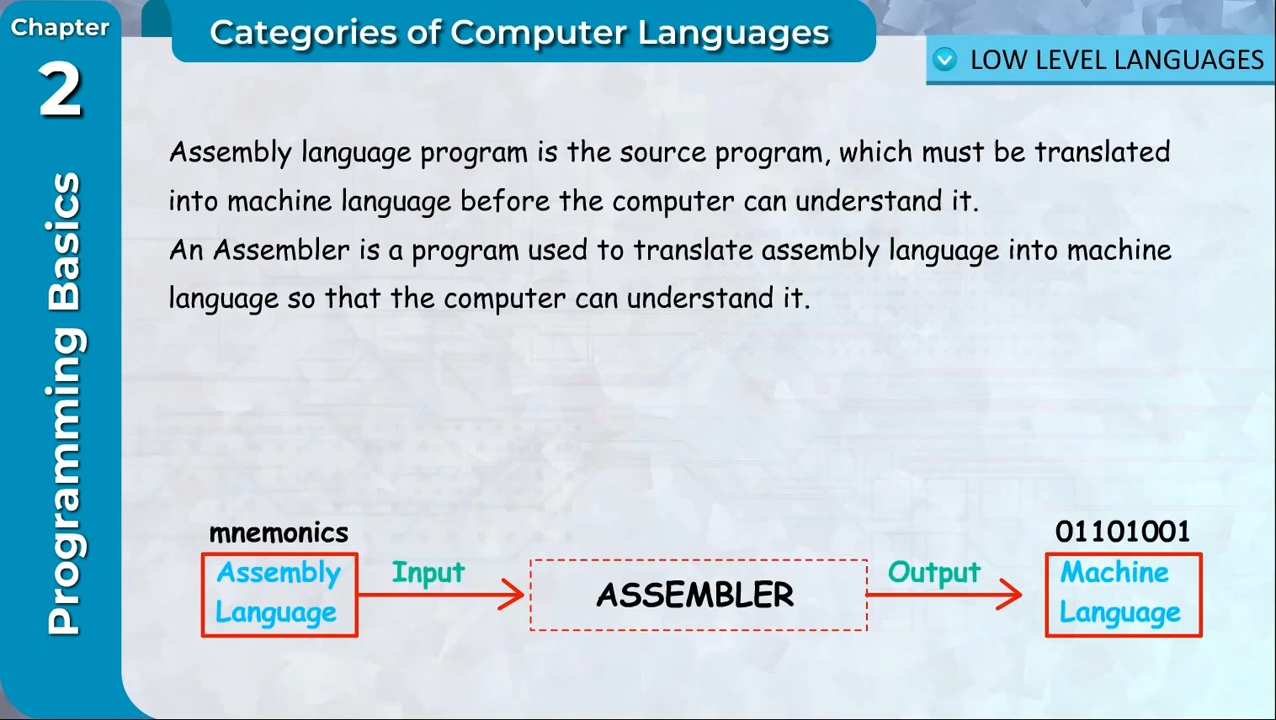 Chapter
2
Programming Basics
Categories of Computer Languages
LOW LEVEL LANGUAGES
Assembly language program is the source program, which must be translated
into machine language before the computer can understand it.
An Assembler is a program used to translate assembly language into machine
language so that the computer can understand it.
mnemonics
Assembly
Language
Input
ASSEMBLER
Output
01101001
Machine
Language